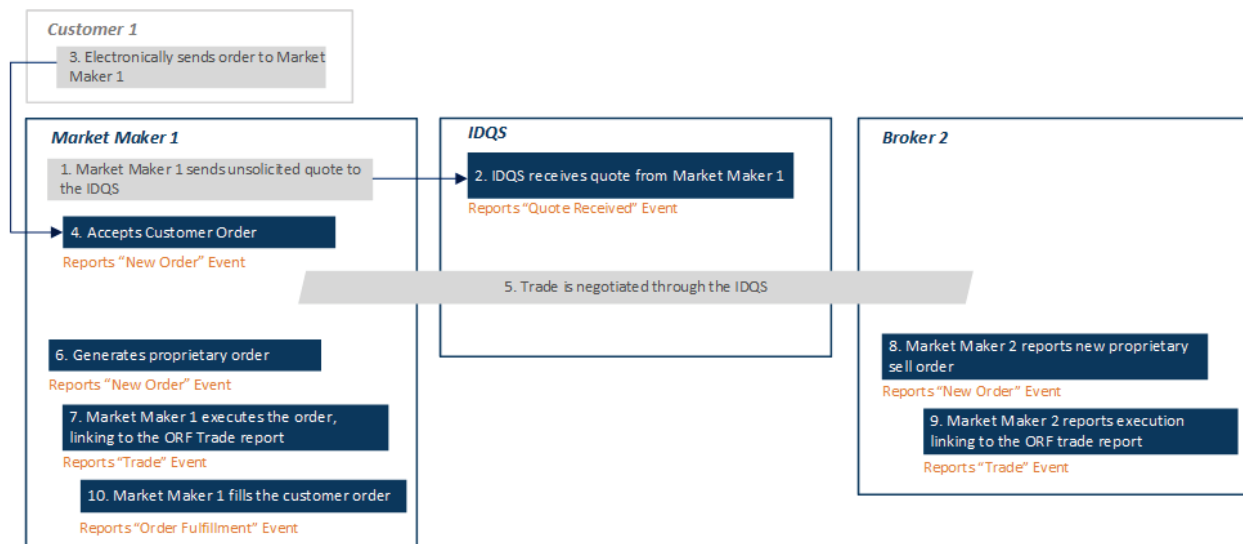 Customer 1
3. Electronically sends order to Market
Maker 1
Market Maker 1
1. Market Maker 1 sends unsolicited quote to
the IDQS
4. Accepts Customer Order
Reports “New Order” Event
IDQS
2. IDQS receives quote from Market Maker 1
Reports “Quote Received” Event
Broker 2
5. Trade is negotiated through the IDQS
6. Generates proprietary order
Reports “New Order” Event
7. Market Maker 1 executes the order,
linking to the ORF Trade report
Reports “Trade” Event
10. Market Maker 1 fills the customer order
Reports “Order Fulfillment” Event
8. Market Maker 2 reports new proprietary
sell order
Reports “New Order” Event
9. Market Maker 2 reports execution
linking to the ORF trade report
Reports “Trade” Event